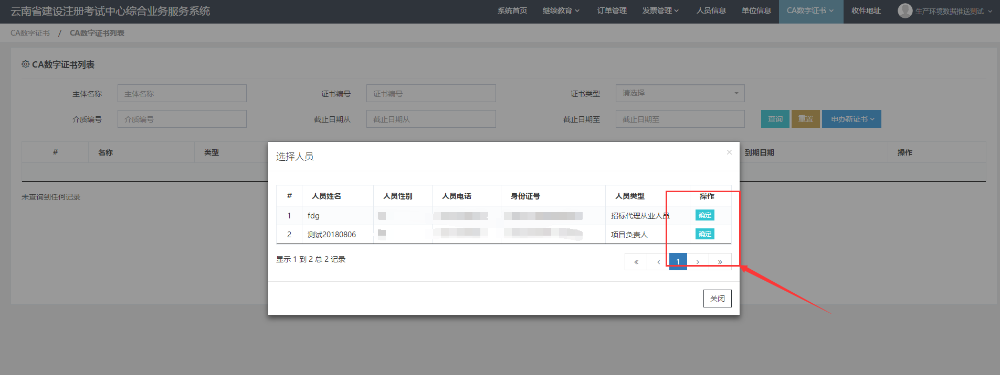 云南省建设注册考试中心综合业务服务系统
系统首页 继续教育 订单管理 发票管理 人员信息 单位信息 CA数字证书 收件地址 生产环境数据推送测试
CA数字证书 / CA数字证书列表
CA数字证书列表
主体名称 主体名称 证书编号 证书编号 证书类型 请选择
介质编号 介质编号 截止日期从 截止日期从 截止日期至 截止日期至 查询 重置 申办新证书
# 名称 类型 到期日期 操作
未查询到任何记录
选择人员 ×
# 人员姓名 人员性别 人员电话 身份证号 人员类型 操作
1 fdg 招标代理从业人员 确定
2 测试20180806 项目负责人 确定
显示 1 到 2 总 2 记录
« ‹ 1 › »
关闭